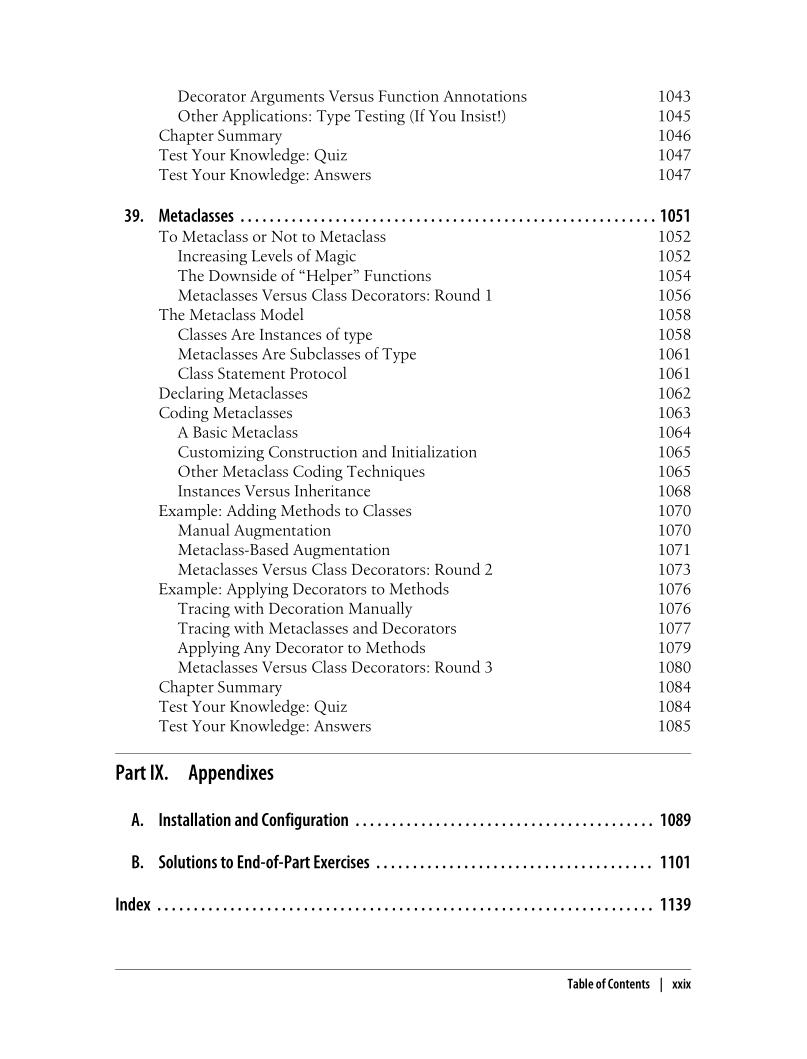 Decorator Arguments Versus Function Annotations 1043
Other Applications: Type Testing (If You Insist!) 1045
Chapter Summary 1046
Test Your Knowledge: Quiz 1047
Test Your Knowledge: Answers 1047
39. Metaclasses . . . . . . . . . . . . . . . . . . . . . . . . . . . . . . . . . . . . . . . . . . . . . . . . . . . . . . . . . 1051
To Metaclass or Not to Metaclass 1052
Increasing Levels of Magic 1052
The Downside of “Helper” Functions 1054
Metaclasses Versus Class Decorators: Round 1 1056
The Metaclass Model 1058
Classes Are Instances of type 1058
Metaclasses Are Subclasses of Type 1061
Class Statement Protocol 1061
Declaring Metaclasses 1062
Coding Metaclasses 1063
A Basic Metaclass 1064
Customizing Construction and Initialization 1065
Other Metaclass Coding Techniques 1065
Instances Versus Inheritance 1068
Example: Adding Methods to Classes 1070
Manual Augmentation 1070
Metaclass-Based Augmentation 1071
Metaclasses Versus Class Decorators: Round 2 1073
Example: Applying Decorators to Methods 1076
Tracing with Decoration Manually 1076
Tracing with Metaclasses and Decorators 1077
Applying Any Decorator to Methods 1079
Metaclasses Versus Class Decorators: Round 3 1080
Chapter Summary 1084
Test Your Knowledge: Quiz 1084
Test Your Knowledge: Answers 1085
Part IX. Appendixes
A. Installation and Configuration . . . . . . . . . . . . . . . . . . . . . . . . . . . . . . . . . . . . . . . . . 1089
B. Solutions to End-of-Part Exercises . . . . . . . . . . . . . . . . . . . . . . . . . . . . . . . . . . . . . . 1101
Index . . . . . . . . . . . . . . . . . . . . . . . . . . . . . . . . . . . . . . . . . . . . . . . . . . . . . . . . . . . . . . . . . . . . 1139
Table of Contents | xxix